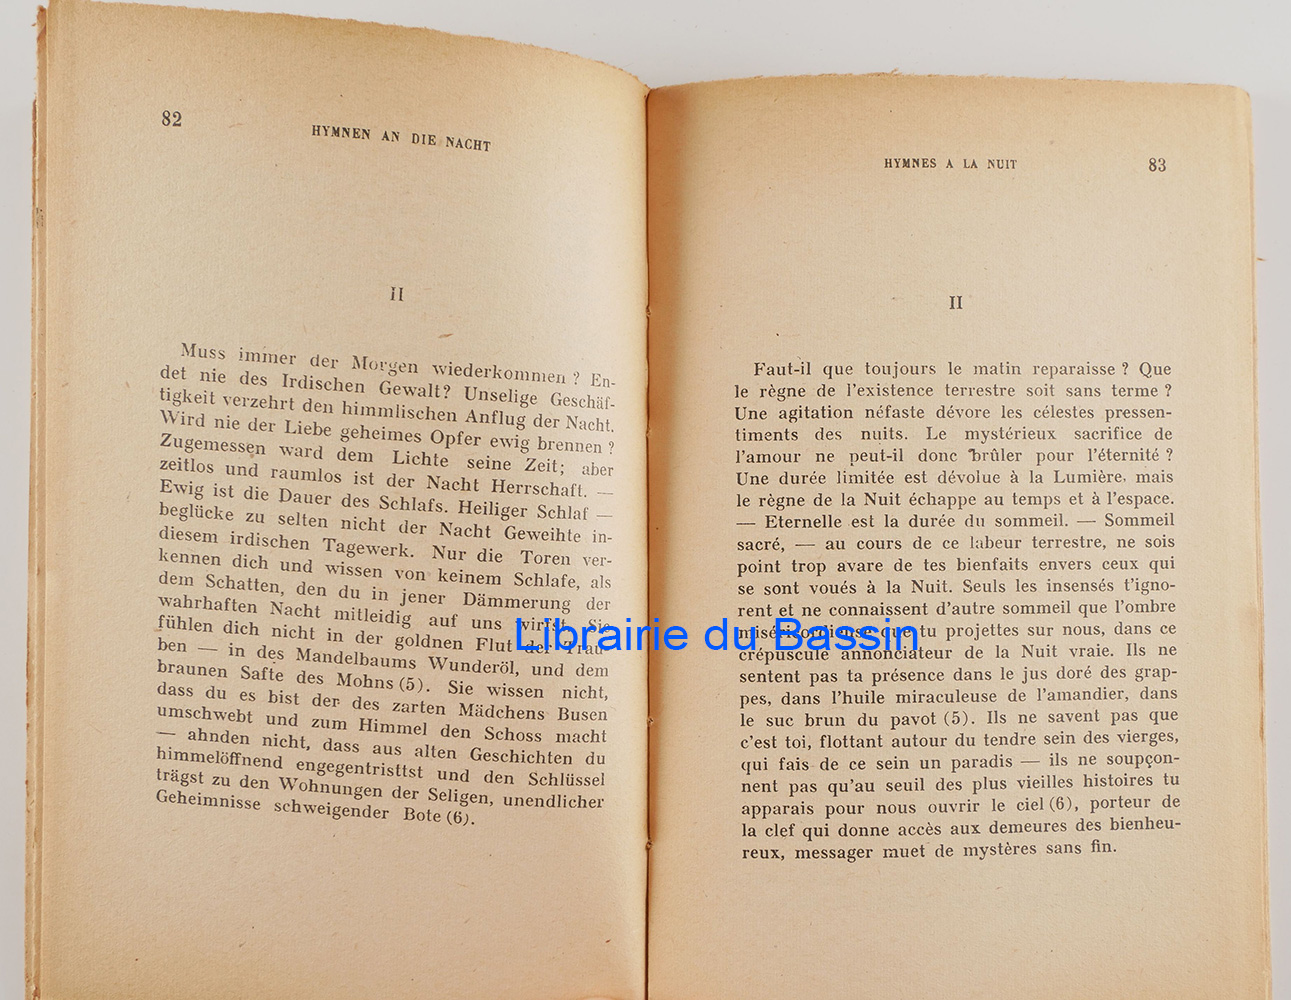 82
HYMNEN AN DIE NACHT
II
Muss immer der Morgen wiederkommen ? En-
det nie des Irdischen Gewalt? Unselige Geschäf-
tigkeit verzehrt den himmlischen Anflug der Nacht.
Wird nie der Liebe geheimes Opfer ewig brennen ?
Zugemessen ward dem Lichte seine Zeit; aber
zeitlos und raumlos ist der Nacht Herrschaft. —
Ewig ist die Dauer des Schlafs. Heiliger Schlaf —
beglücke zu selten nicht der Nacht Geweihte in-
diesem irdischen Tagewerk. Nur die Toren ver-
kennen dich und wissen von keinem Schlafe, als
dem Schatten, den du in jener Dämmerung der
wahrhaften Nacht mitleidig auf uns wirfst. Sie
fühlen dich nicht in der goldnen Flut der Trau-
ben — in des Mandelbaums Wunderöl, und dem
braunen Safte des Mohns (5). Sie wissen nicht,
dass du es bist der des zarten Mädchens Busen
umschwebt und zum Himmel den Schoss macht
— ahnden nicht, dass aus alten Geschichten du
himmelöffnend engegentristtst und den Schlüssel
trägst zu den Wohnungen der Seligen, unendlicher
Geheimnisse schweigender Bote (6).
HYMNES A LA NUIT
83
II
Faut-il que toujours le matin reparaisse ? Que
le règne de l'existence terrestre soit sans terme ?
Une agitation néfaste dévore les célestes pressen-
timents des nuits. Le mystérieux sacrifice de
l'amour ne peut-il donc brûler pour l'éternité ?
Une durée limitée est dévolue à la Lumière, mais
le règne de la Nuit échappe au temps et à l'espace.
— Eternelle est la durée du sommeil. — Sommeil
sacré, — au cours de ce labeur terrestre, ne sois
point trop avare de tes bienfaits envers ceux qui
se sont voués à la Nuit. Seuls les insensés t'igno-
rent et ne connaissent d'autre sommeil que l'ombre
miséricordieuse que tu projettes sur nous, dans ce
crépuscule annonciateur de la Nuit vraie. Ils ne
sentent pas ta présence dans le jus doré des grap-
pes, dans l'huile miraculeuse de l'amandier, dans
le suc brun du pavot (5). Ils ne savent pas que
c'est toi, flottant autour du tendre sein des vierges,
qui fais de ce sein un paradis — ils ne soupçon-
nent pas qu'au seuil des plus vieilles histoires tu
apparais pour nous ouvrir le ciel (6), porteur de
la clef qui donne accès aux demeures des bienheu-
reux, messager muet de mystères sans fin.
Librairie du Bassin